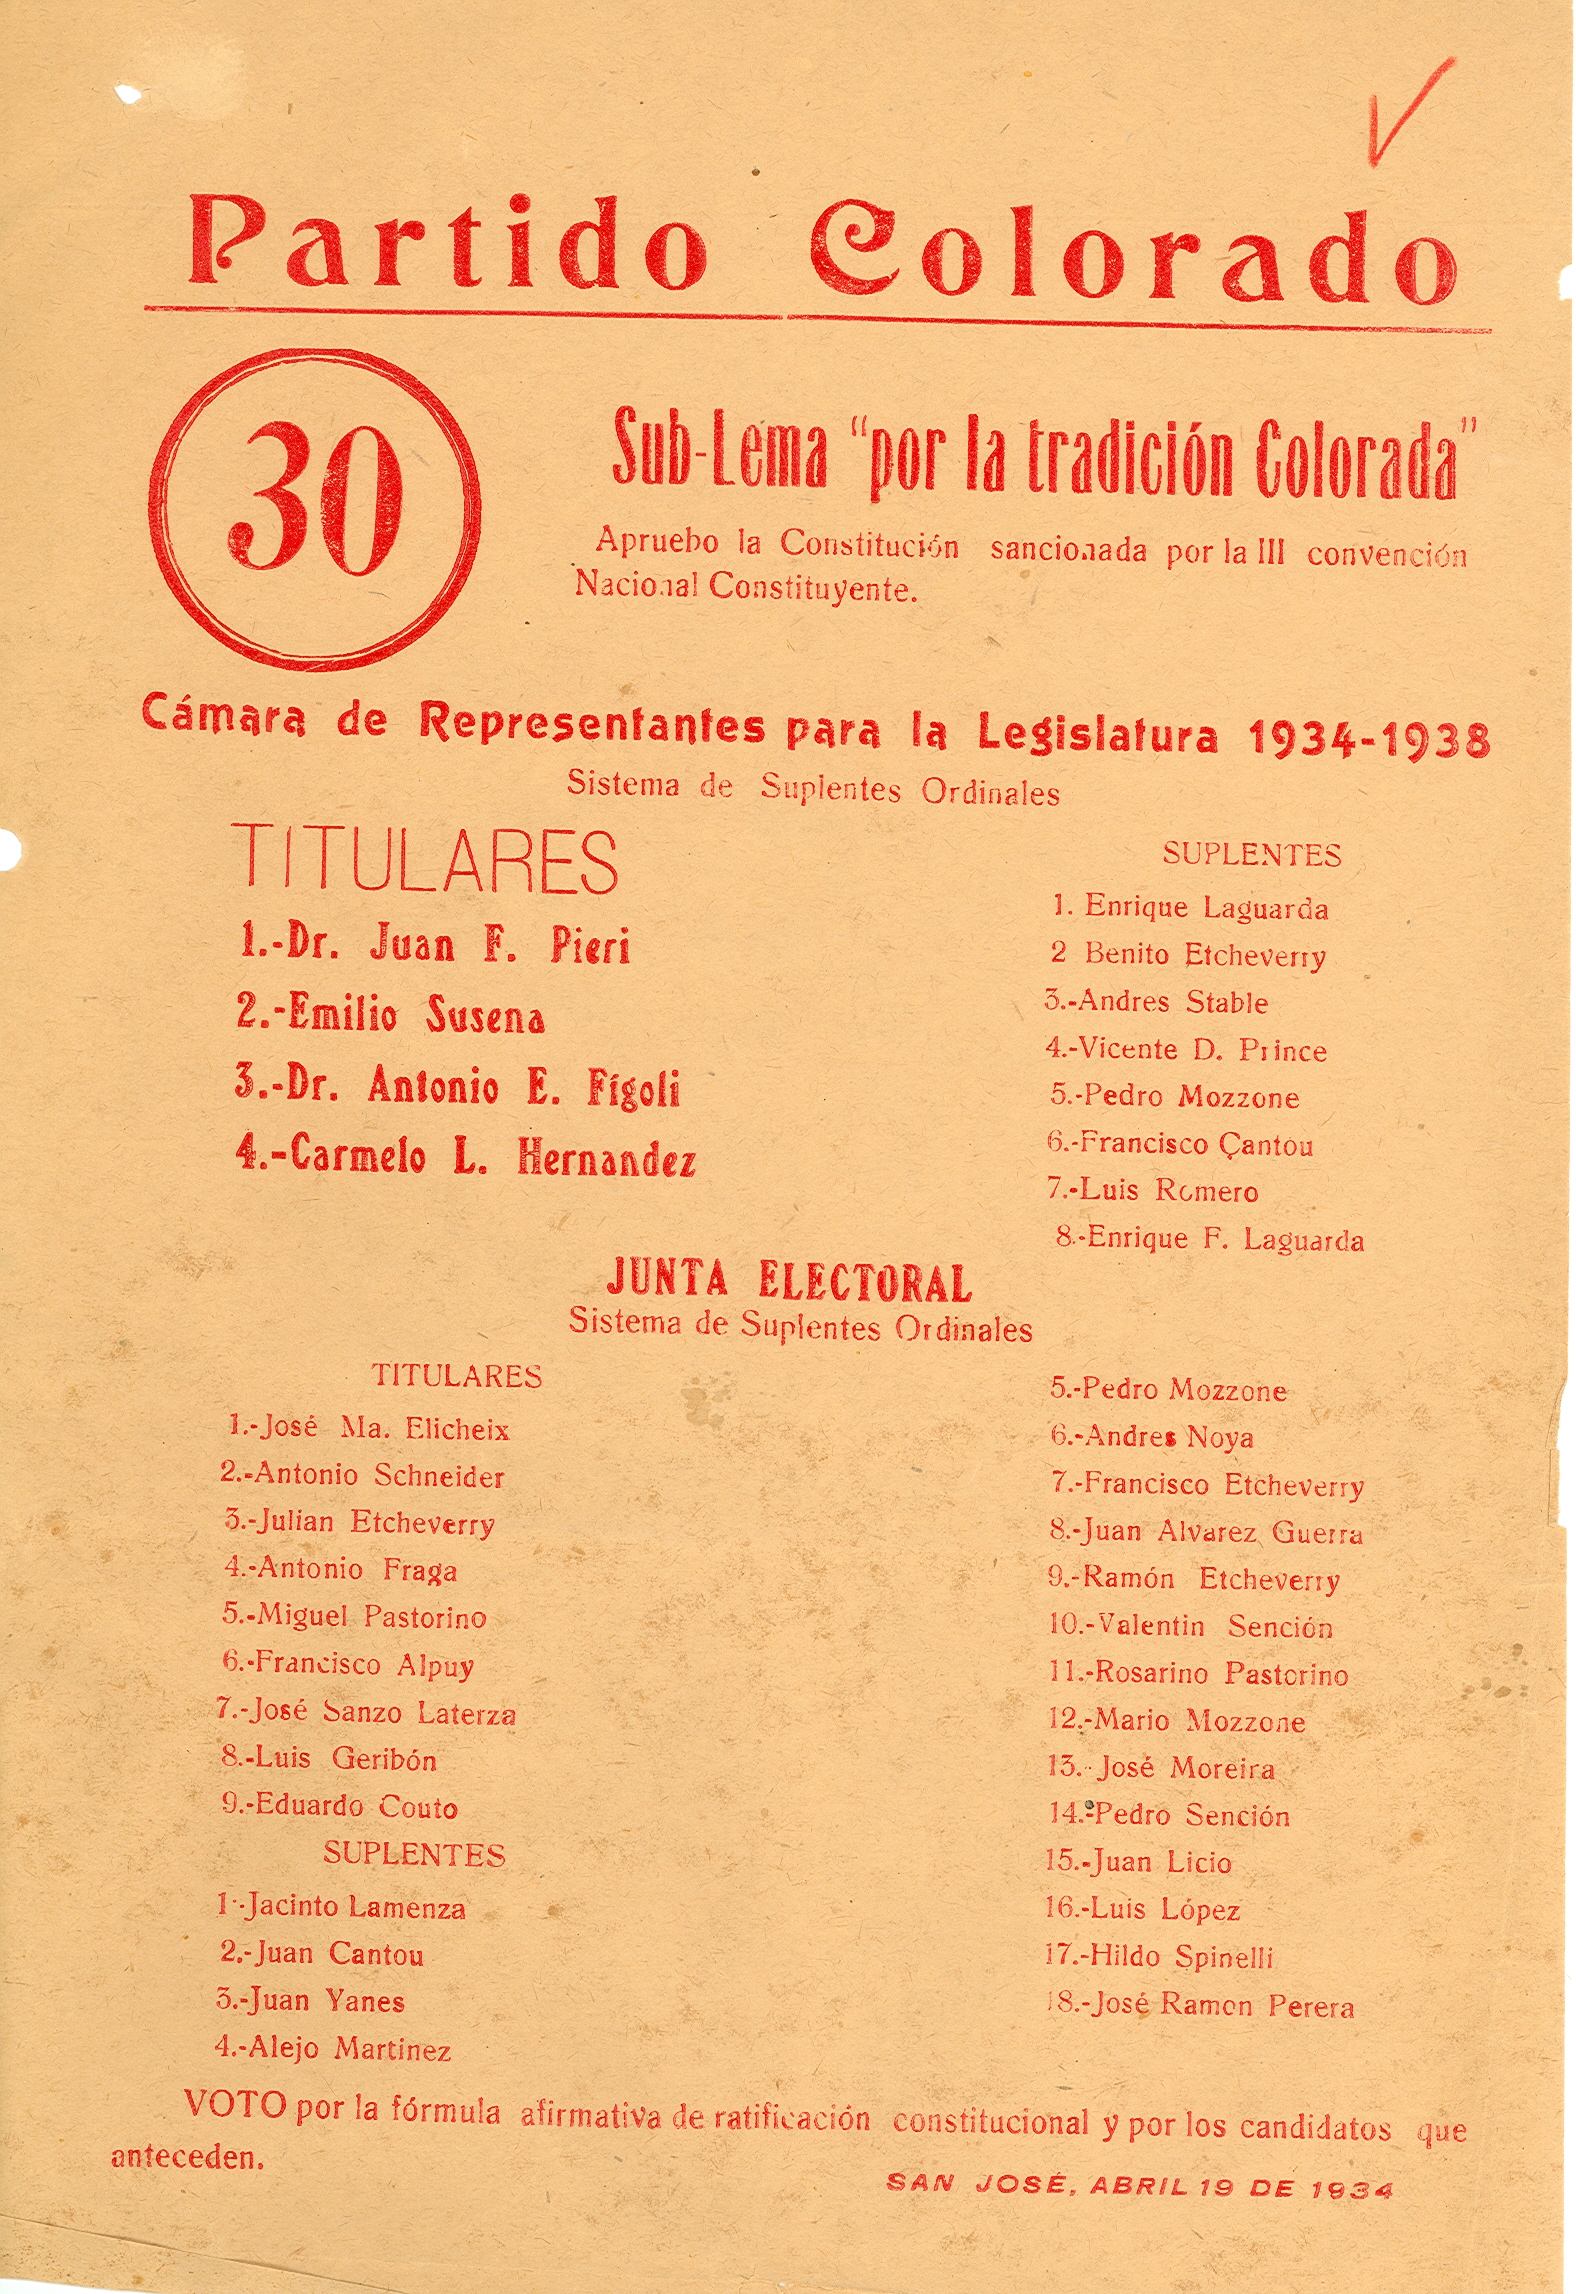 Partido Colorado
30
Sub-Lema "por la tradición Colorada"
Apruebo la Constitución sancionada por la III convención
Nacional Constituyente.
Cámara de Representantes para la Legislatura 1934-1938
Sistema de Suplentes Ordinales
TITULARES
1.-Dr. Juan F. Pieri
2.-Emilio Susena
3.-Dr. Antonio E. Fígoli
4.-Carmelo L. Hernandez
SUPLENTES
1. Enrique Laguarda
2 Benito Etcheverry
3.-Andres Stable
4.-Vicente D. Prince
5.-Pedro Mozzone
6.-Francisco Çantou
7.-Luis Romero
8.-Enrique F. Laguarda
JUNTA ELECTORAL
Sistema de Suplentes Ordinales
TITULARES
1.-José Ma. Elicheix
2.-Antonio Schneider
3.-Julian Etcheverry
4.-Antonio Fraga
5.-Miguel Pastorino
6.-Francisco Alpuy
7.-José Sanzo Laterza
8.-Luis Geribón
9.-Eduardo Couto
SUPLENTES
1.-Jacinto Lamenza
2.-Juan Cantou
3.-Juan Yanes
4.-Alejo Martinez
5.-Pedro Mozzone
6.-Andres Noya
7.-Francisco Etcheverry
8.-Juan Alvarez Guerra
9.-Ramón Etcheverry
10.-Valentin Sención
11.-Rosarino Pastorino
12.-Mario Mozzone
13.-José Moreira
14.-Pedro Sención
15.-Juan Licio
16.-Luis López
17.-Hildo Spinelli
18.-José Ramon Perera
VOTO por la fórmula afirmativa de ratificación constitucional y por los candidatos que
anteceden.
SAN JOSÉ, ABRIL 19 DE 1934